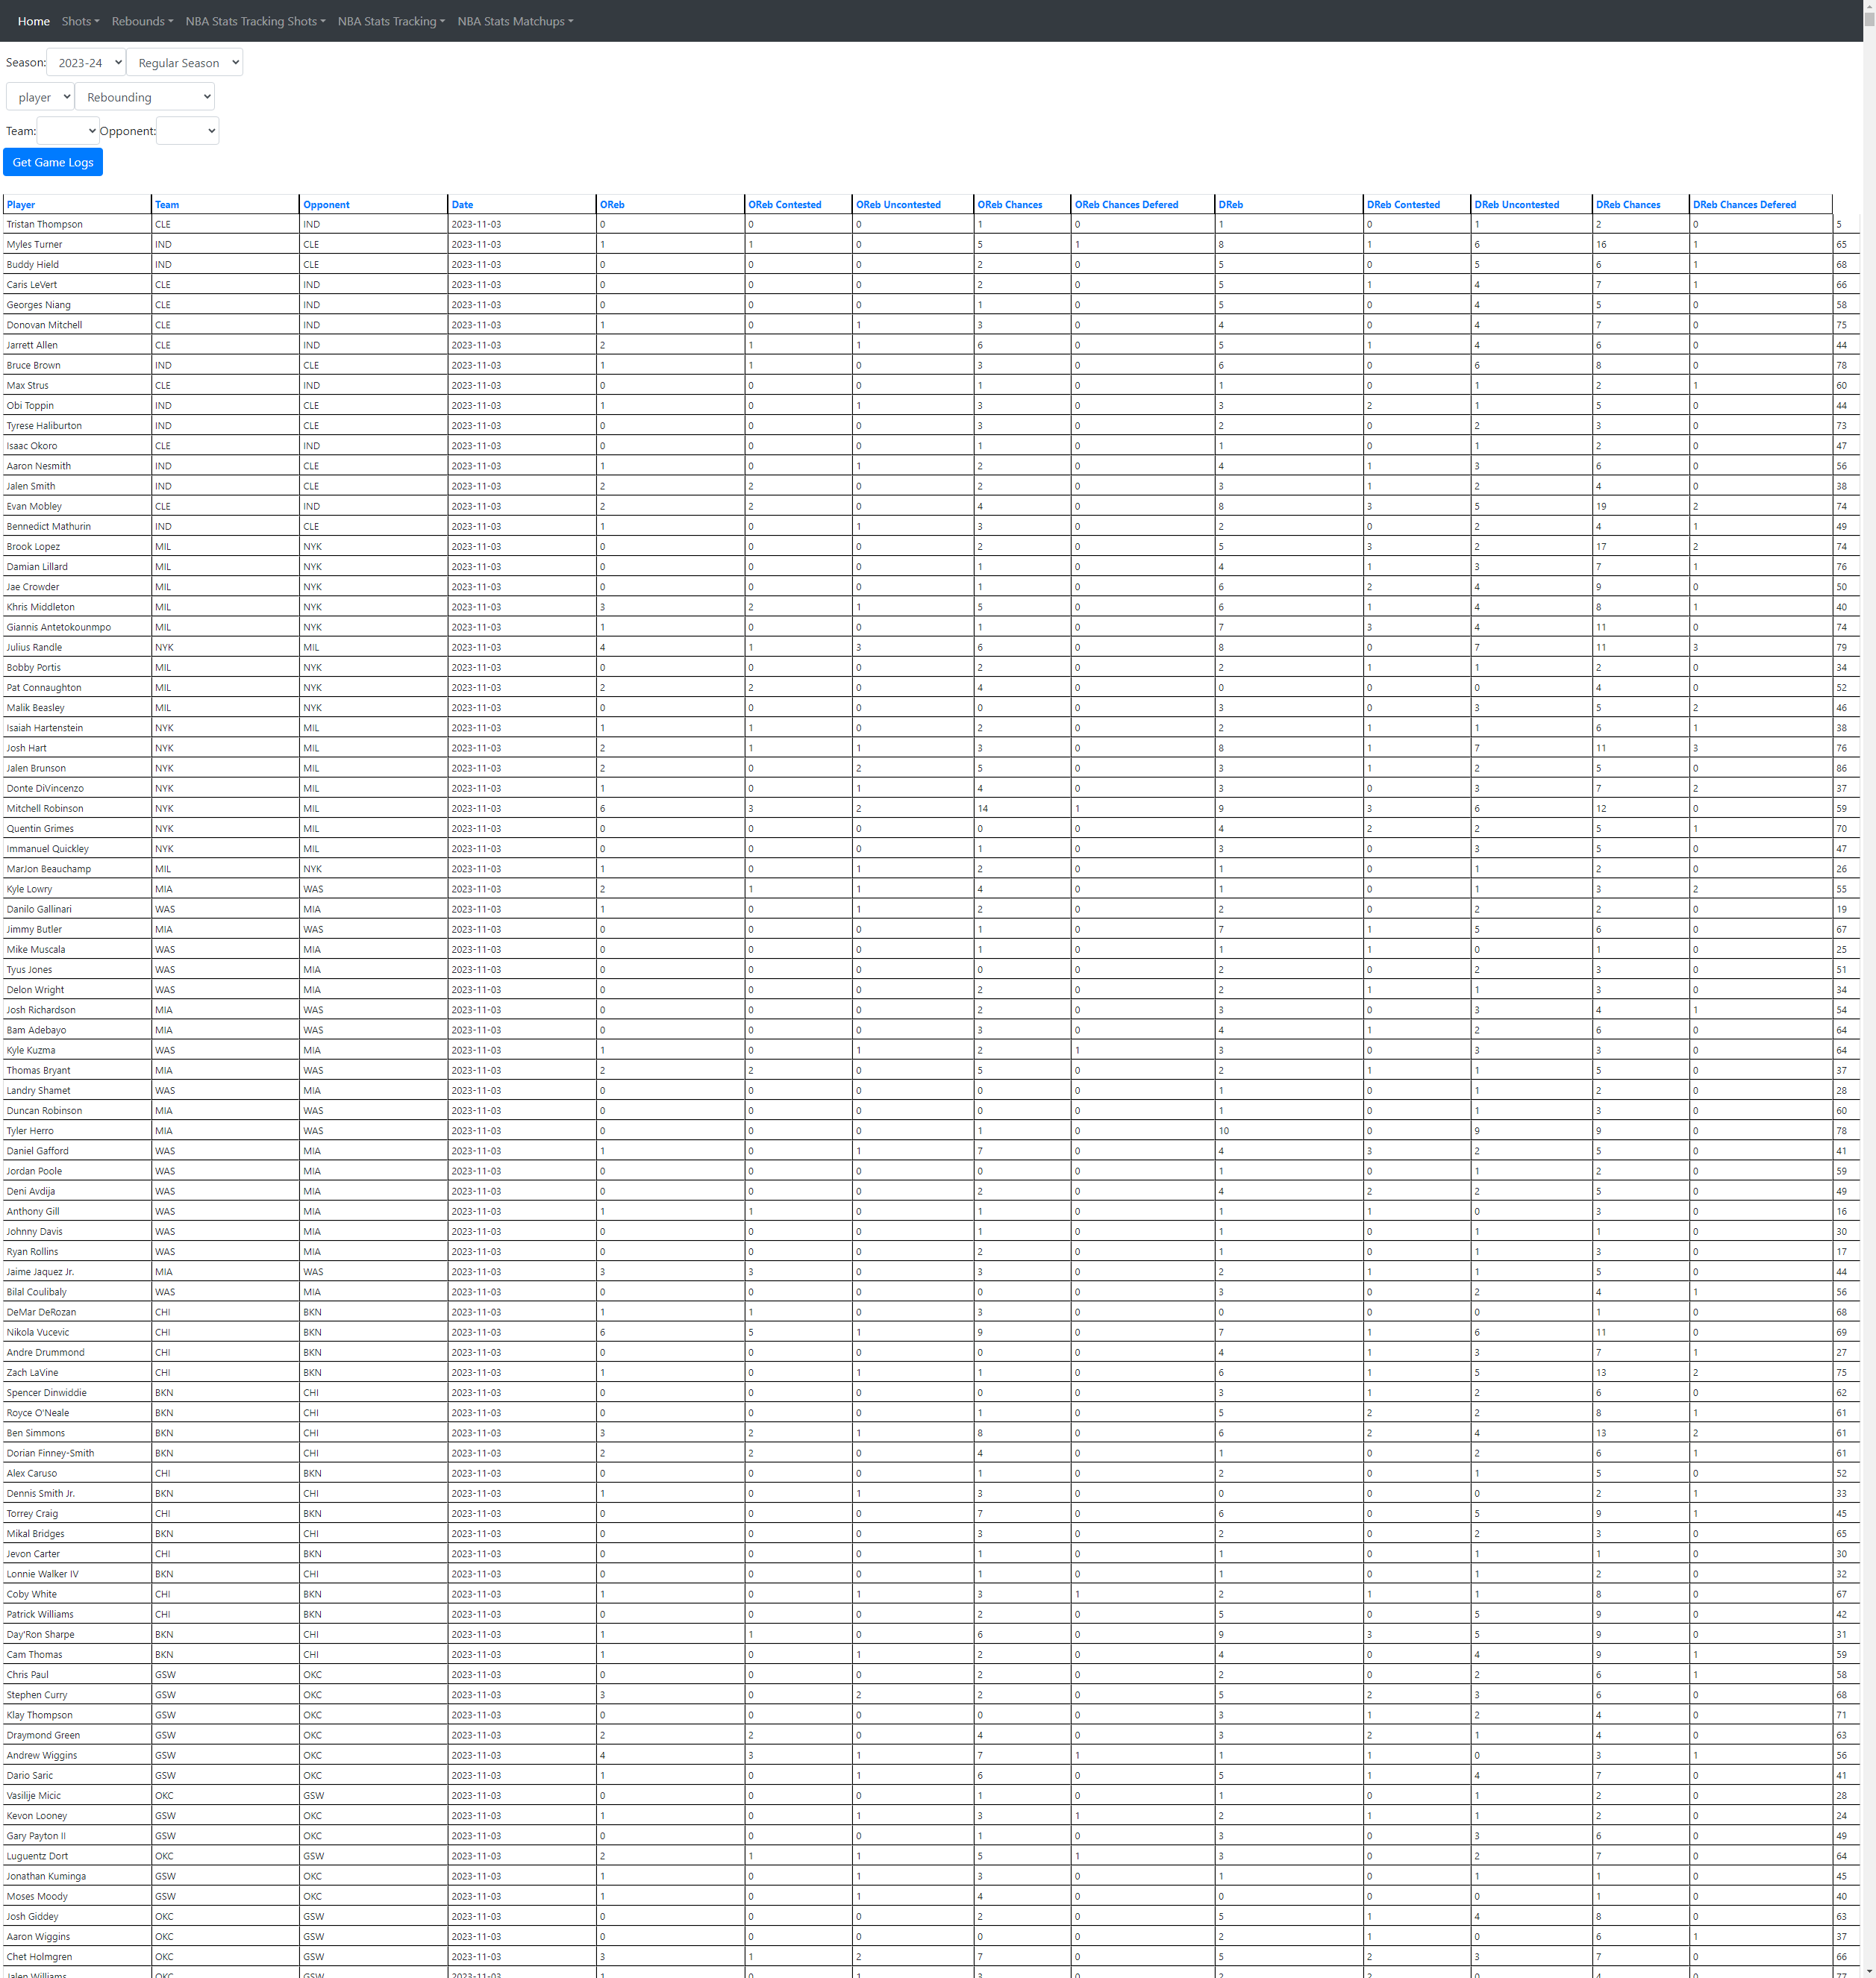 Home Shots Rebounds NBA Stats Tracking Shots NBA Stats Tracking NBA Stats Matchups
Season: 2023-24 Regular Season
player Rebounding
Team: Opponent:
Get Game Logs
Player Team Opponent Date OReb OReb Contested OReb Uncontested OReb Chances OReb Chances Defered DReb DReb Contested DReb Uncontested DReb Chances DReb Chances Defered
Tristan Thompson CLE IND 2023-11-03 0 0 0 1 0 1 0 1 2 0 5
Myles Turner IND CLE 2023-11-03 1 1 0 5 1 8 1 6 16 1 65
Buddy Hield IND CLE 2023-11-03 0 0 0 2 0 5 0 5 6 1 68
Caris LeVert CLE IND 2023-11-03 0 0 0 2 0 5 1 4 7 1 66
Georges Niang CLE IND 2023-11-03 0 0 0 1 0 5 0 4 5 0 58
Donovan Mitchell CLE IND 2023-11-03 1 0 1 3 0 4 0 4 7 0 75
Jarrett Allen CLE IND 2023-11-03 2 1 1 6 0 5 1 4 6 0 44
Bruce Brown IND CLE 2023-11-03 1 1 0 3 0 6 0 6 8 0 78
Max Strus CLE IND 2023-11-03 0 0 0 1 0 1 0 1 2 1 60
Obi Toppin IND CLE 2023-11-03 1 0 1 3 0 3 2 1 5 0 44
Tyrese Haliburton IND CLE 2023-11-03 0 0 0 3 0 2 0 2 3 0 73
Isaac Okoro CLE IND 2023-11-03 0 0 0 1 0 1 0 1 2 0 47
Aaron Nesmith IND CLE 2023-11-03 1 0 1 2 0 4 1 3 6 0 56
Jalen Smith IND CLE 2023-11-03 2 2 0 2 0 3 1 2 4 0 38
Evan Mobley CLE IND 2023-11-03 2 2 0 4 0 8 3 5 19 2 74
Bennedict Mathurin IND CLE 2023-11-03 1 0 1 3 0 2 0 2 4 1 49
Brook Lopez MIL NYK 2023-11-03 0 0 0 2 0 5 3 2 17 2 74
Damian Lillard MIL NYK 2023-11-03 0 0 0 1 0 4 1 3 7 1 76
Jae Crowder MIL NYK 2023-11-03 0 0 0 1 0 6 2 4 9 0 50
Khris Middleton MIL NYK 2023-11-03 3 2 1 5 0 6 1 4 8 1 40
Giannis Antetokounmpo MIL NYK 2023-11-03 1 0 0 1 0 7 3 4 11 0 74
Julius Randle NYK MIL 2023-11-03 4 1 3 6 0 8 0 7 11 3 79
Bobby Portis MIL NYK 2023-11-03 0 0 0 2 0 2 1 1 2 0 34
Pat Connaughton MIL NYK 2023-11-03 2 2 0 4 0 0 0 0 4 0 52
Malik Beasley MIL NYK 2023-11-03 0 0 0 0 0 3 0 3 5 2 46
Isaiah Hartenstein NYK MIL 2023-11-03 1 1 0 2 0 2 1 1 6 1 38
Josh Hart NYK MIL 2023-11-03 2 1 1 3 0 8 1 7 11 3 76
Jalen Brunson NYK MIL 2023-11-03 2 0 2 5 0 3 1 2 5 0 86
Donte DiVincenzo NYK MIL 2023-11-03 1 0 1 4 0 3 0 3 7 2 37
Mitchell Robinson NYK MIL 2023-11-03 6 3 2 14 1 9 3 6 12 0 59
Quentin Grimes NYK MIL 2023-11-03 0 0 0 0 0 4 2 2 5 1 70
Immanuel Quickley NYK MIL 2023-11-03 0 0 0 1 0 3 0 3 5 0 47
MarJon Beauchamp MIL NYK 2023-11-03 1 0 1 2 0 1 0 1 2 0 26
Kyle Lowry MIA WAS 2023-11-03 2 1 1 4 0 1 0 1 3 2 55
Danilo Gallinari WAS MIA 2023-11-03 1 0 1 2 0 2 0 2 2 0 19
Jimmy Butler MIA WAS 2023-11-03 0 0 0 1 0 7 1 5 6 0 67
Mike Muscala WAS MIA 2023-11-03 0 0 0 1 0 1 1 0 1 0 25
Tyus Jones WAS MIA 2023-11-03 0 0 0 0 0 2 0 2 3 0 51
Delon Wright WAS MIA 2023-11-03 0 0 0 2 0 2 1 1 3 0 34
Josh Richardson MIA WAS 2023-11-03 0 0 0 2 0 3 0 3 4 1 54
Bam Adebayo MIA WAS 2023-11-03 0 0 0 3 0 4 1 2 6 0 64
Kyle Kuzma WAS MIA 2023-11-03 1 0 1 2 1 3 0 3 3 0 64
Thomas Bryant MIA WAS 2023-11-03 2 2 0 5 0 2 1 1 5 0 37
Landry Shamet WAS MIA 2023-11-03 0 0 0 0 0 1 0 1 2 0 28
Duncan Robinson MIA WAS 2023-11-03 0 0 0 0 0 1 0 1 3 0 60
Tyler Herro MIA WAS 2023-11-03 0 0 0 1 0 10 0 9 9 0 78
Daniel Gafford WAS MIA 2023-11-03 1 0 1 7 0 4 3 2 5 0 41
Jordan Poole WAS MIA 2023-11-03 0 0 0 0 0 1 0 1 2 0 59
Deni Avdija WAS MIA 2023-11-03 0 0 0 2 0 4 2 2 5 0 49
Anthony Gill WAS MIA 2023-11-03 1 1 0 1 0 1 1 0 3 0 16
Johnny Davis WAS MIA 2023-11-03 0 0 0 1 0 1 0 1 1 0 30
Ryan Rollins WAS MIA 2023-11-03 0 0 0 2 0 1 0 1 3 0 17
Jaime Jaquez Jr. MIA WAS 2023-11-03 3 3 0 3 0 2 1 1 5 0 44
Bilal Coulibaly WAS MIA 2023-11-03 0 0 0 0 0 3 0 2 4 1 56
DeMar DeRozan CHI BKN 2023-11-03 1 1 0 3 0 0 0 0 1 0 68
Nikola Vucevic CHI BKN 2023-11-03 6 5 1 9 0 7 1 6 11 0 69
Andre Drummond CHI BKN 2023-11-03 0 0 0 0 0 4 1 3 7 1 27
Zach LaVine CHI BKN 2023-11-03 1 0 1 1 0 6 1 5 13 2 75
Spencer Dinwiddie BKN CHI 2023-11-03 0 0 0 0 0 3 1 2 6 0 62
Royce O'Neale BKN CHI 2023-11-03 0 0 0 1 0 5 2 2 8 1 61
Ben Simmons BKN CHI 2023-11-03 3 2 1 8 0 6 2 4 13 2 61
Dorian Finney-Smith BKN CHI 2023-11-03 2 2 0 4 0 1 0 2 6 1 61
Alex Caruso CHI BKN 2023-11-03 0 0 0 1 0 2 0 1 5 0 52
Dennis Smith Jr. BKN CHI 2023-11-03 1 0 1 3 0 0 0 0 2 1 33
Torrey Craig CHI BKN 2023-11-03 0 0 0 7 0 6 0 5 9 1 45
Mikal Bridges BKN CHI 2023-11-03 0 0 0 3 0 2 0 2 3 0 65
Jevon Carter CHI BKN 2023-11-03 0 0 0 1 0 1 0 1 1 0 30
Lonnie Walker IV BKN CHI 2023-11-03 0 0 0 1 0 1 0 1 2 0 32
Coby White CHI BKN 2023-11-03 1 0 1 3 1 2 1 1 8 0 67
Patrick Williams CHI BKN 2023-11-03 0 0 0 2 0 5 0 5 9 0 42
Day'Ron Sharpe BKN CHI 2023-11-03 1 1 0 6 0 9 3 5 9 0 31
Cam Thomas BKN CHI 2023-11-03 1 0 1 2 0 4 0 4 9 1 59
Chris Paul GSW OKC 2023-11-03 0 0 0 2 0 2 0 2 6 1 58
Stephen Curry GSW OKC 2023-11-03 3 0 2 2 0 5 2 3 6 0 68
Klay Thompson GSW OKC 2023-11-03 0 0 0 0 0 3 1 2 4 0 71
Draymond Green GSW OKC 2023-11-03 2 2 0 4 0 3 2 1 4 0 63
Andrew Wiggins GSW OKC 2023-11-03 4 3 1 7 1 1 1 0 3 1 56
Dario Saric GSW OKC 2023-11-03 1 0 1 6 0 5 1 4 7 0 41
Vasilije Micic OKC GSW 2023-11-03 0 0 0 1 0 1 0 1 2 0 28
Kevon Looney GSW OKC 2023-11-03 1 0 1 3 1 2 1 1 2 0 24
Gary Payton II GSW OKC 2023-11-03 0 0 0 1 0 3 0 3 6 0 49
Luguentz Dort OKC GSW 2023-11-03 2 1 1 5 1 3 0 2 7 0 64
Jonathan Kuminga GSW OKC 2023-11-03 1 0 1 3 0 1 0 1 1 0 45
Moses Moody GSW OKC 2023-11-03 1 0 1 4 0 0 0 0 1 0 40
Josh Giddey OKC GSW 2023-11-03 0 0 0 2 0 5 1 4 8 0 63
Aaron Wiggins OKC GSW 2023-11-03 0 0 0 0 0 2 1 0 6 1 37
Chet Holmgren OKC GSW 2023-11-03 3 1 2 7 0 5 2 3 7 0 66
Jalen Williams OKC GSW 2023-11-03 1 0 1 3 0 2 2 0 4 0 77